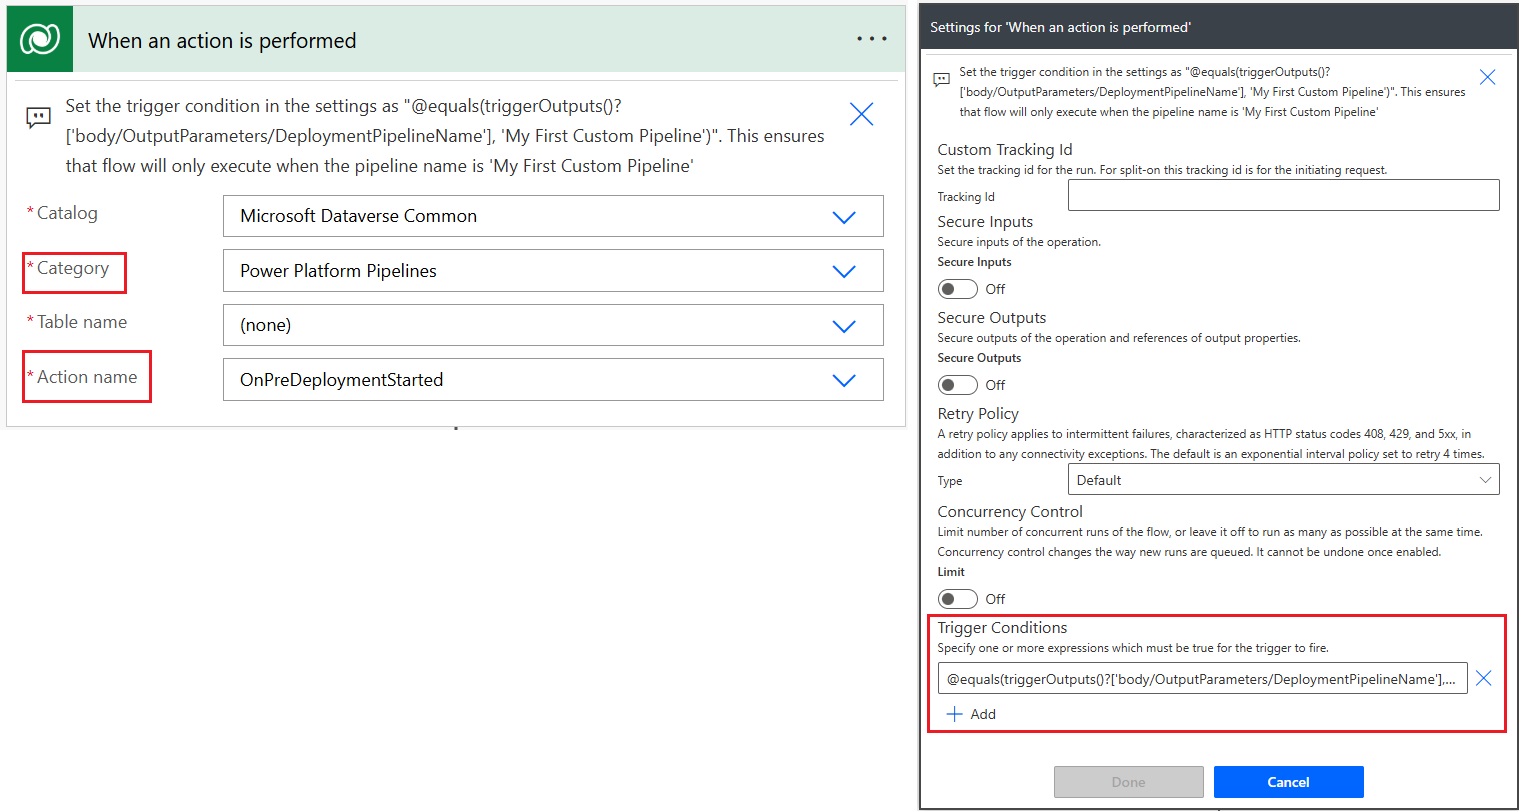 When an action is performed
Set the trigger condition in the settings as "@equals(triggerOutputs()?
['body/OutputParameters/DeploymentPipelineName'], 'My First Custom Pipeline')". This ensures
that flow will only execute when the pipeline name is 'My First Custom Pipeline'
* Catalog
Microsoft Dataverse Common
* Category
Power Platform Pipelines
* Table name
(none)
* Action name
OnPreDeploymentStarted
Settings for 'When an action is performed'
Set the trigger condition in the settings as "@equals(triggerOutputs()?
['body/OutputParameters/DeploymentPipelineName'], 'My First Custom Pipeline')". This ensures
that flow will only execute when the pipeline name is 'My First Custom Pipeline'
Custom Tracking Id
Set the tracking id for the run. For split-on this tracking id is for the initiating request.
Tracking Id
Secure Inputs
Secure inputs of the operation.
Secure Inputs
Off
Secure Outputs
Secure outputs of the operation and references of output properties.
Secure Outputs
Off
Retry Policy
A retry policy applies to intermittent failures, characterized as HTTP status codes 408, 429, and 5xx, in
addition to any connectivity exceptions. The default is an exponential interval policy set to retry 4 times.
Type
Default
Concurrency Control
Limit number of concurrent runs of the flow, or leave it off to run as many as possible at the same time.
Concurrency control changes the way new runs are queued. It cannot be undone once enabled.
Limit
Off
Trigger Conditions
Specify one or more expressions which must be true for the trigger to fire.
@equals(triggerOutputs()?['body/OutputParameters/DeploymentPipelineName'],...
Add
Done
Cancel